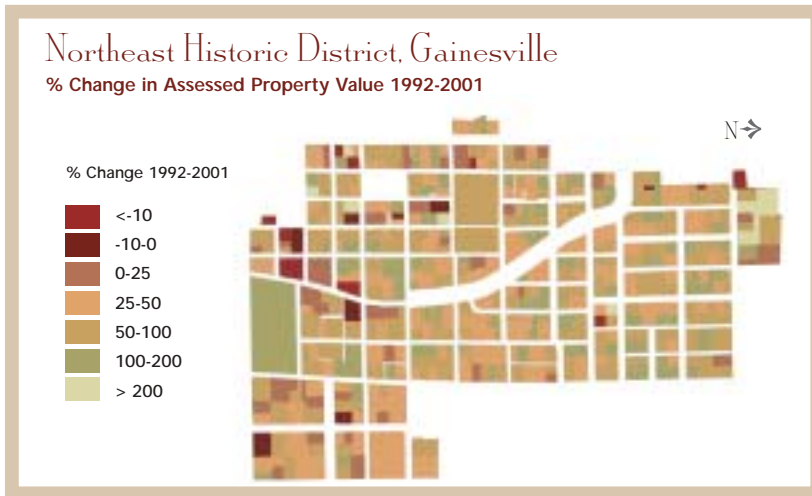 Northeast Historic District, Gainesville
% Change in Assessed Property Value 1992-2001
N
% Change 1992-2001
<-10
-10-0
0-25
25-50
50-100
100-200
> 200